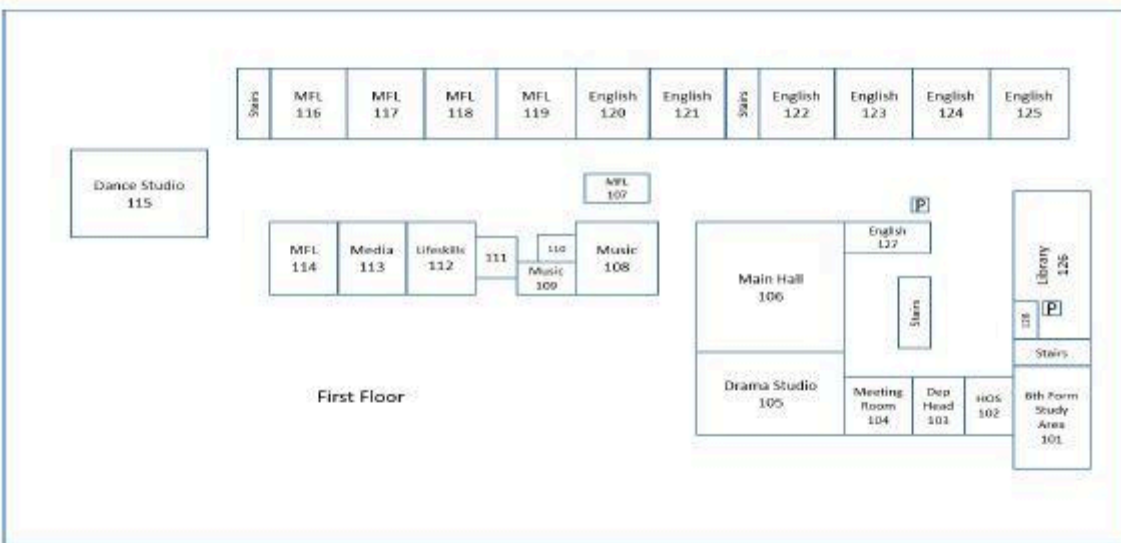 Stairs
MFL
116
MFL
117
MFL
118
MFL
119
English
120
English
121
Stairs
English
122
English
123
English
124
English
125
Dance Studio
115
MFL
107
P
English
127
Library
126
MFL
114
Media
113
Lifeskills
112
111
110
Music
109
Music
108
Main Hall
106
Stairs
128
P
Stairs
First Floor
Drama Studio
105
Meeting
Room
104
Dep
Head
103
HOS
102
6th Form
Study
Area
101